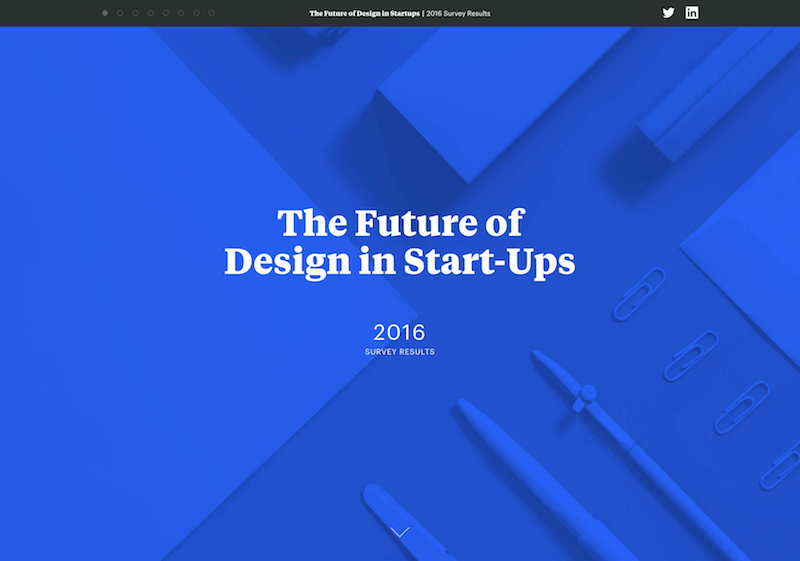 The Future of Design in Startups | 2016 Survey Results
in
The Future of
Design in Start-Ups
2016
SURVEY RESULTS